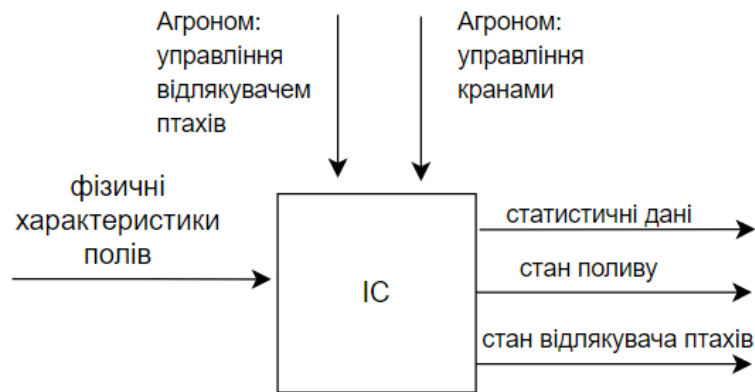 Агроном:
управління
відлякувачем
птахів
Агроном:
управління
кранами
фізичні
характеристики
полів
ІС
статистичні дані
стан поливу
стан відлякувача птахів